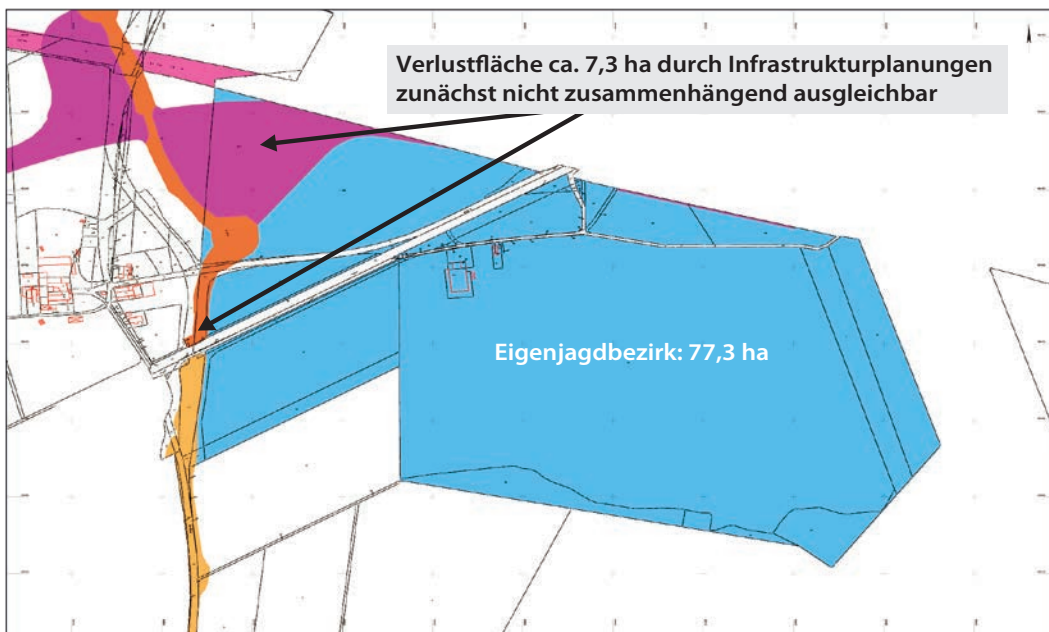 Verlustfläche ca. 7,3 ha durch Infrastrukturplanungen
zunächst nicht zusammenhängend ausgleichbar
Eigenjagdbezirk: 77,3 ha